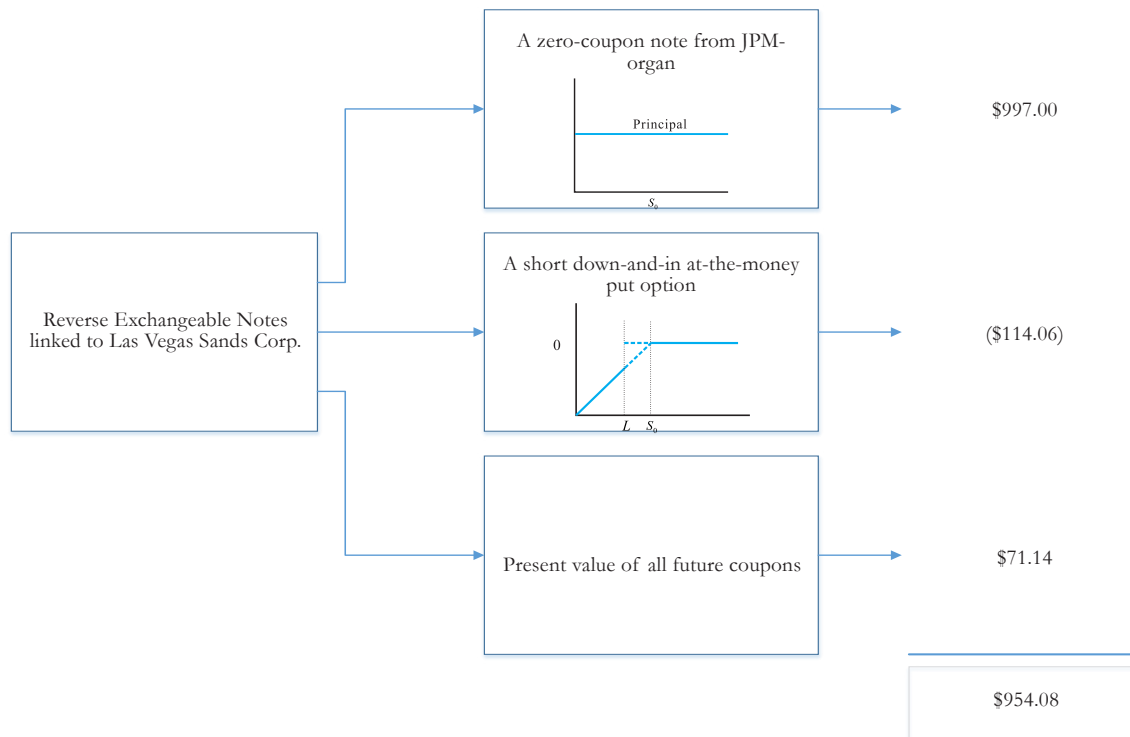 A zero-coupon note from JPM-
organ
Principal
S₀
$997.00
Reverse Exchangeable Notes
linked to Las Vegas Sands Corp.
A short down-and-in at-the-money
put option
0
L S₀
($114.06)
Present value of all future coupons
$71.14
$954.08